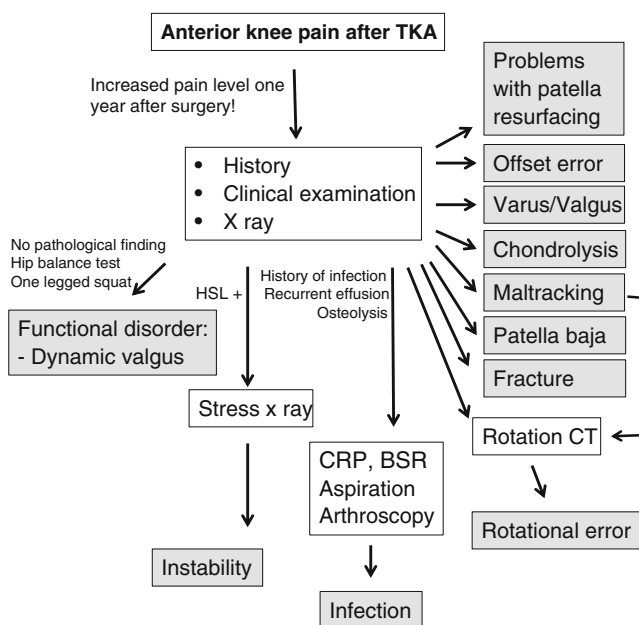 Anterior knee pain after TKA
Increased pain level one
year after surgery!
• History
• Clinical examination
• X ray
Problems
with patella
resurfacing
Offset error
Varus/Valgus
Chondrolysis
Maltracking
Patella baja
Fracture
No pathological finding
Hip balance test
One legged squat
Functional disorder:
- Dynamic valgus
HSL +
History of infection
Recurrent effusion
Osteolysis
Stress x ray
CRP, BSR
Aspiration
Arthroscopy
Rotation CT
Rotational error
Instability
Infection